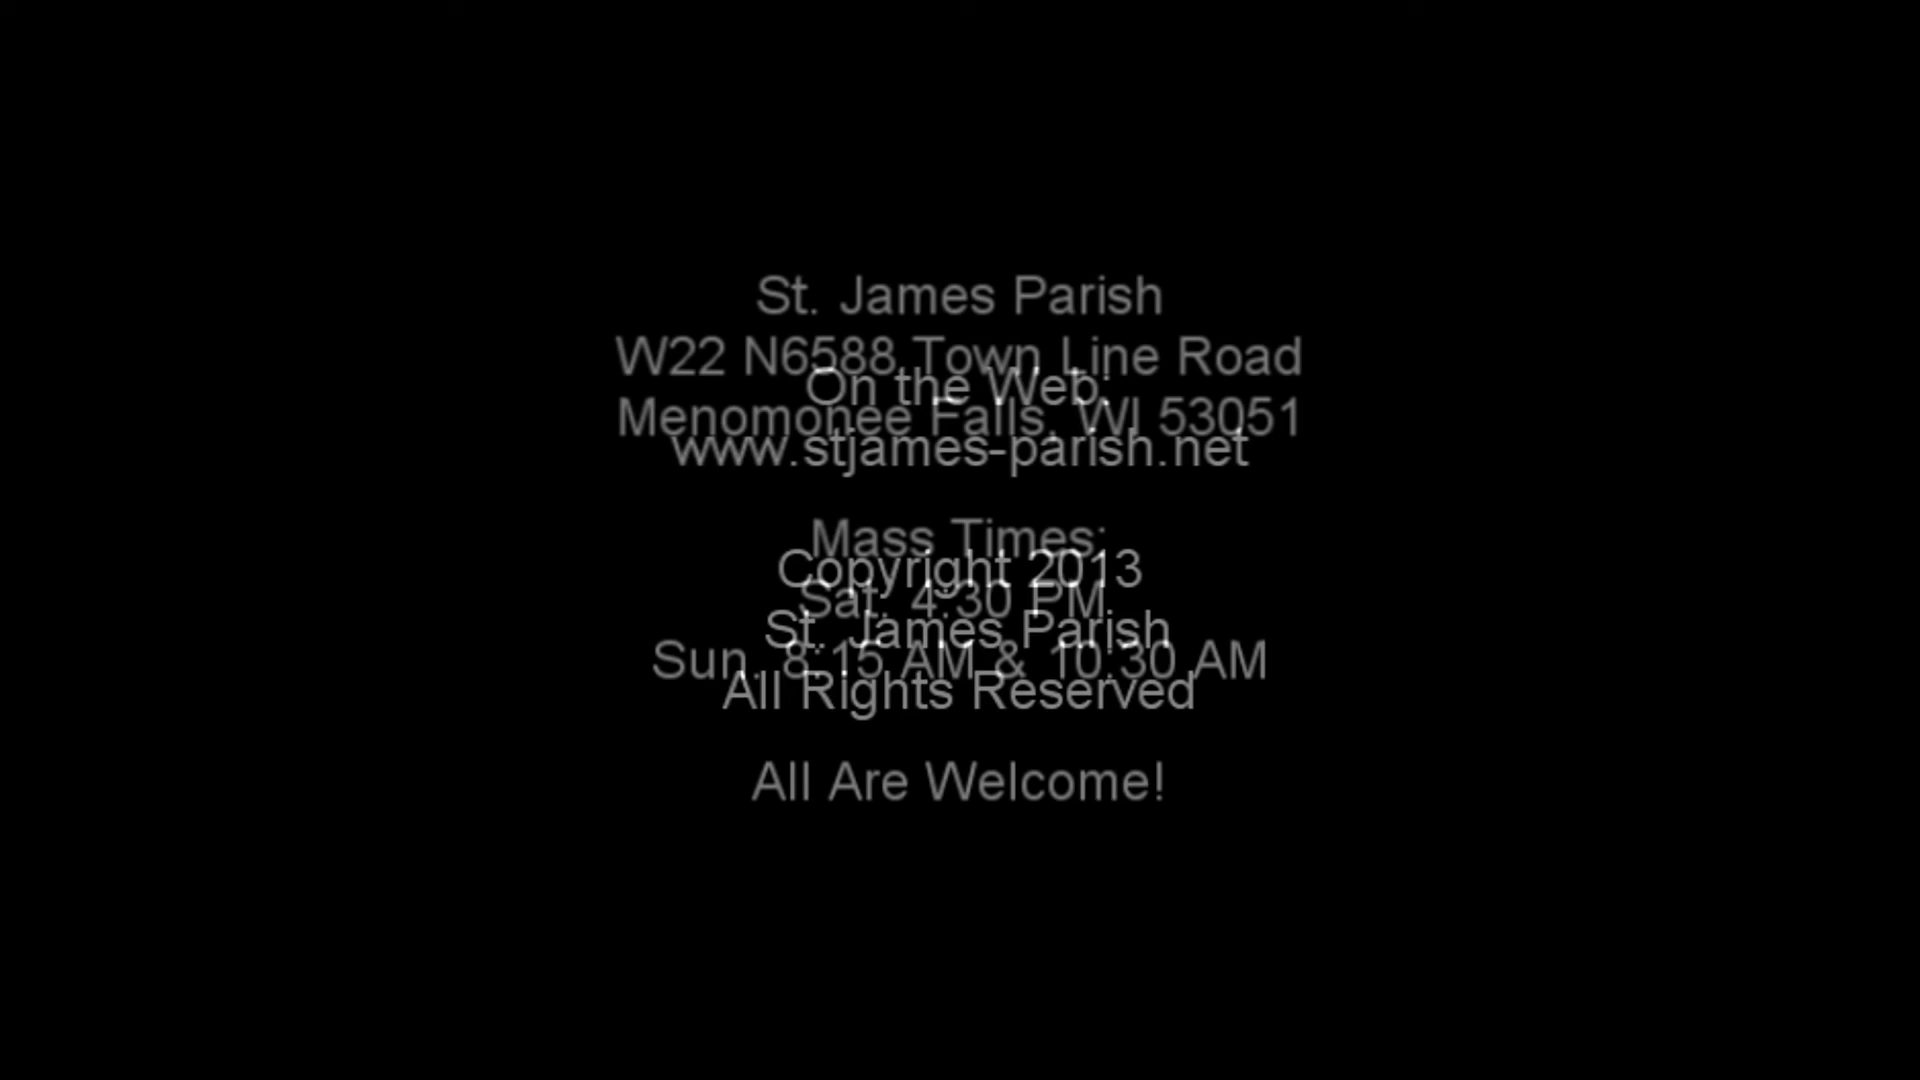 St. James Parish
W22 N6588 Town Line Road
On the Web:
Menomonee Falls, WI 53051
www.stjames-parish.net
Mass Times:
Copyright 2013
Sat. 4:30 PM
St. James Parish
Sun. 8:15 AM & 10:30 AM
All Rights Reserved
All Are Welcome!